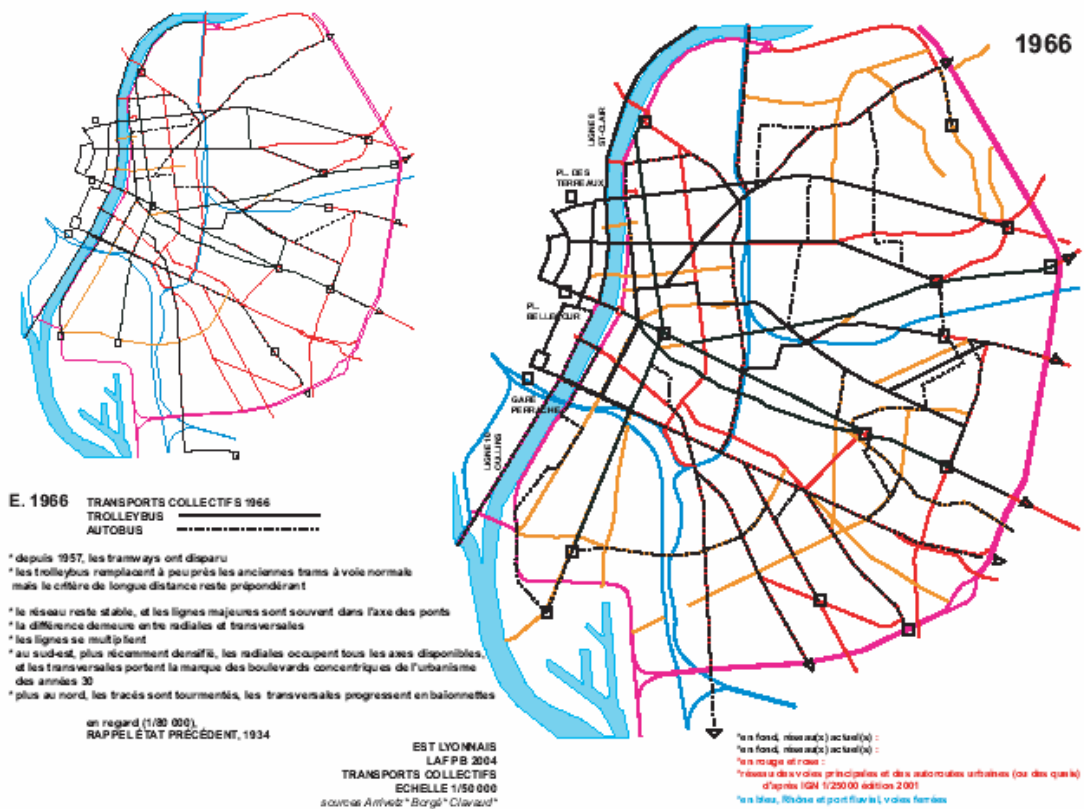 1966
LIGNE 8
ST-CLAIR
PL. DES
TERREAUX
PL.
BELLECOUR
GARE
PERRACHE
LIGNE 10
OULLINS
E. 1966 TRANSPORTS COLLECTIFS 1966
TROLLEYBUS
AUTOBUS
* depuis 1957, les tramways ont disparu
* les trolleybus remplacent à peu près les anciennes trams à voie normale
mais le critère de longue distance reste prépondérant
* le réseau reste stable, et les lignes majeures sont souvent dans l'axe des ponts
* la différence demeure entre radiales et transversales
* les lignes se multiplient
* au sud-est, plus récemment densifié, les radiales occupent tous les axes disponibles,
et les transversales portent la marque des boulevards concentriques de l'urbanisme
des années 30
* plus au nord, les tracés sont tourmentés, les transversales progressent en baïonnettes
en regard (1/80 000),
RAPPEL ÉTAT PRÉCÉDENT, 1934
EST LYONNAIS
LAF PB 2004
TRANSPORTS COLLECTIFS
ECHELLE 1/50 000
sources Arrivetz* Borgé* Clavaud*
*en fond, réseau(x) actuel(s) :
*en fond, réseau(x) actuel(s) :
*en rouge et rose :
*réseau des voies principales et des autoroutes urbaines (ou des quais)
d'après IGN 1/25000 édition 2001
*en bleu, Rhône et port fluvial, voies ferrées